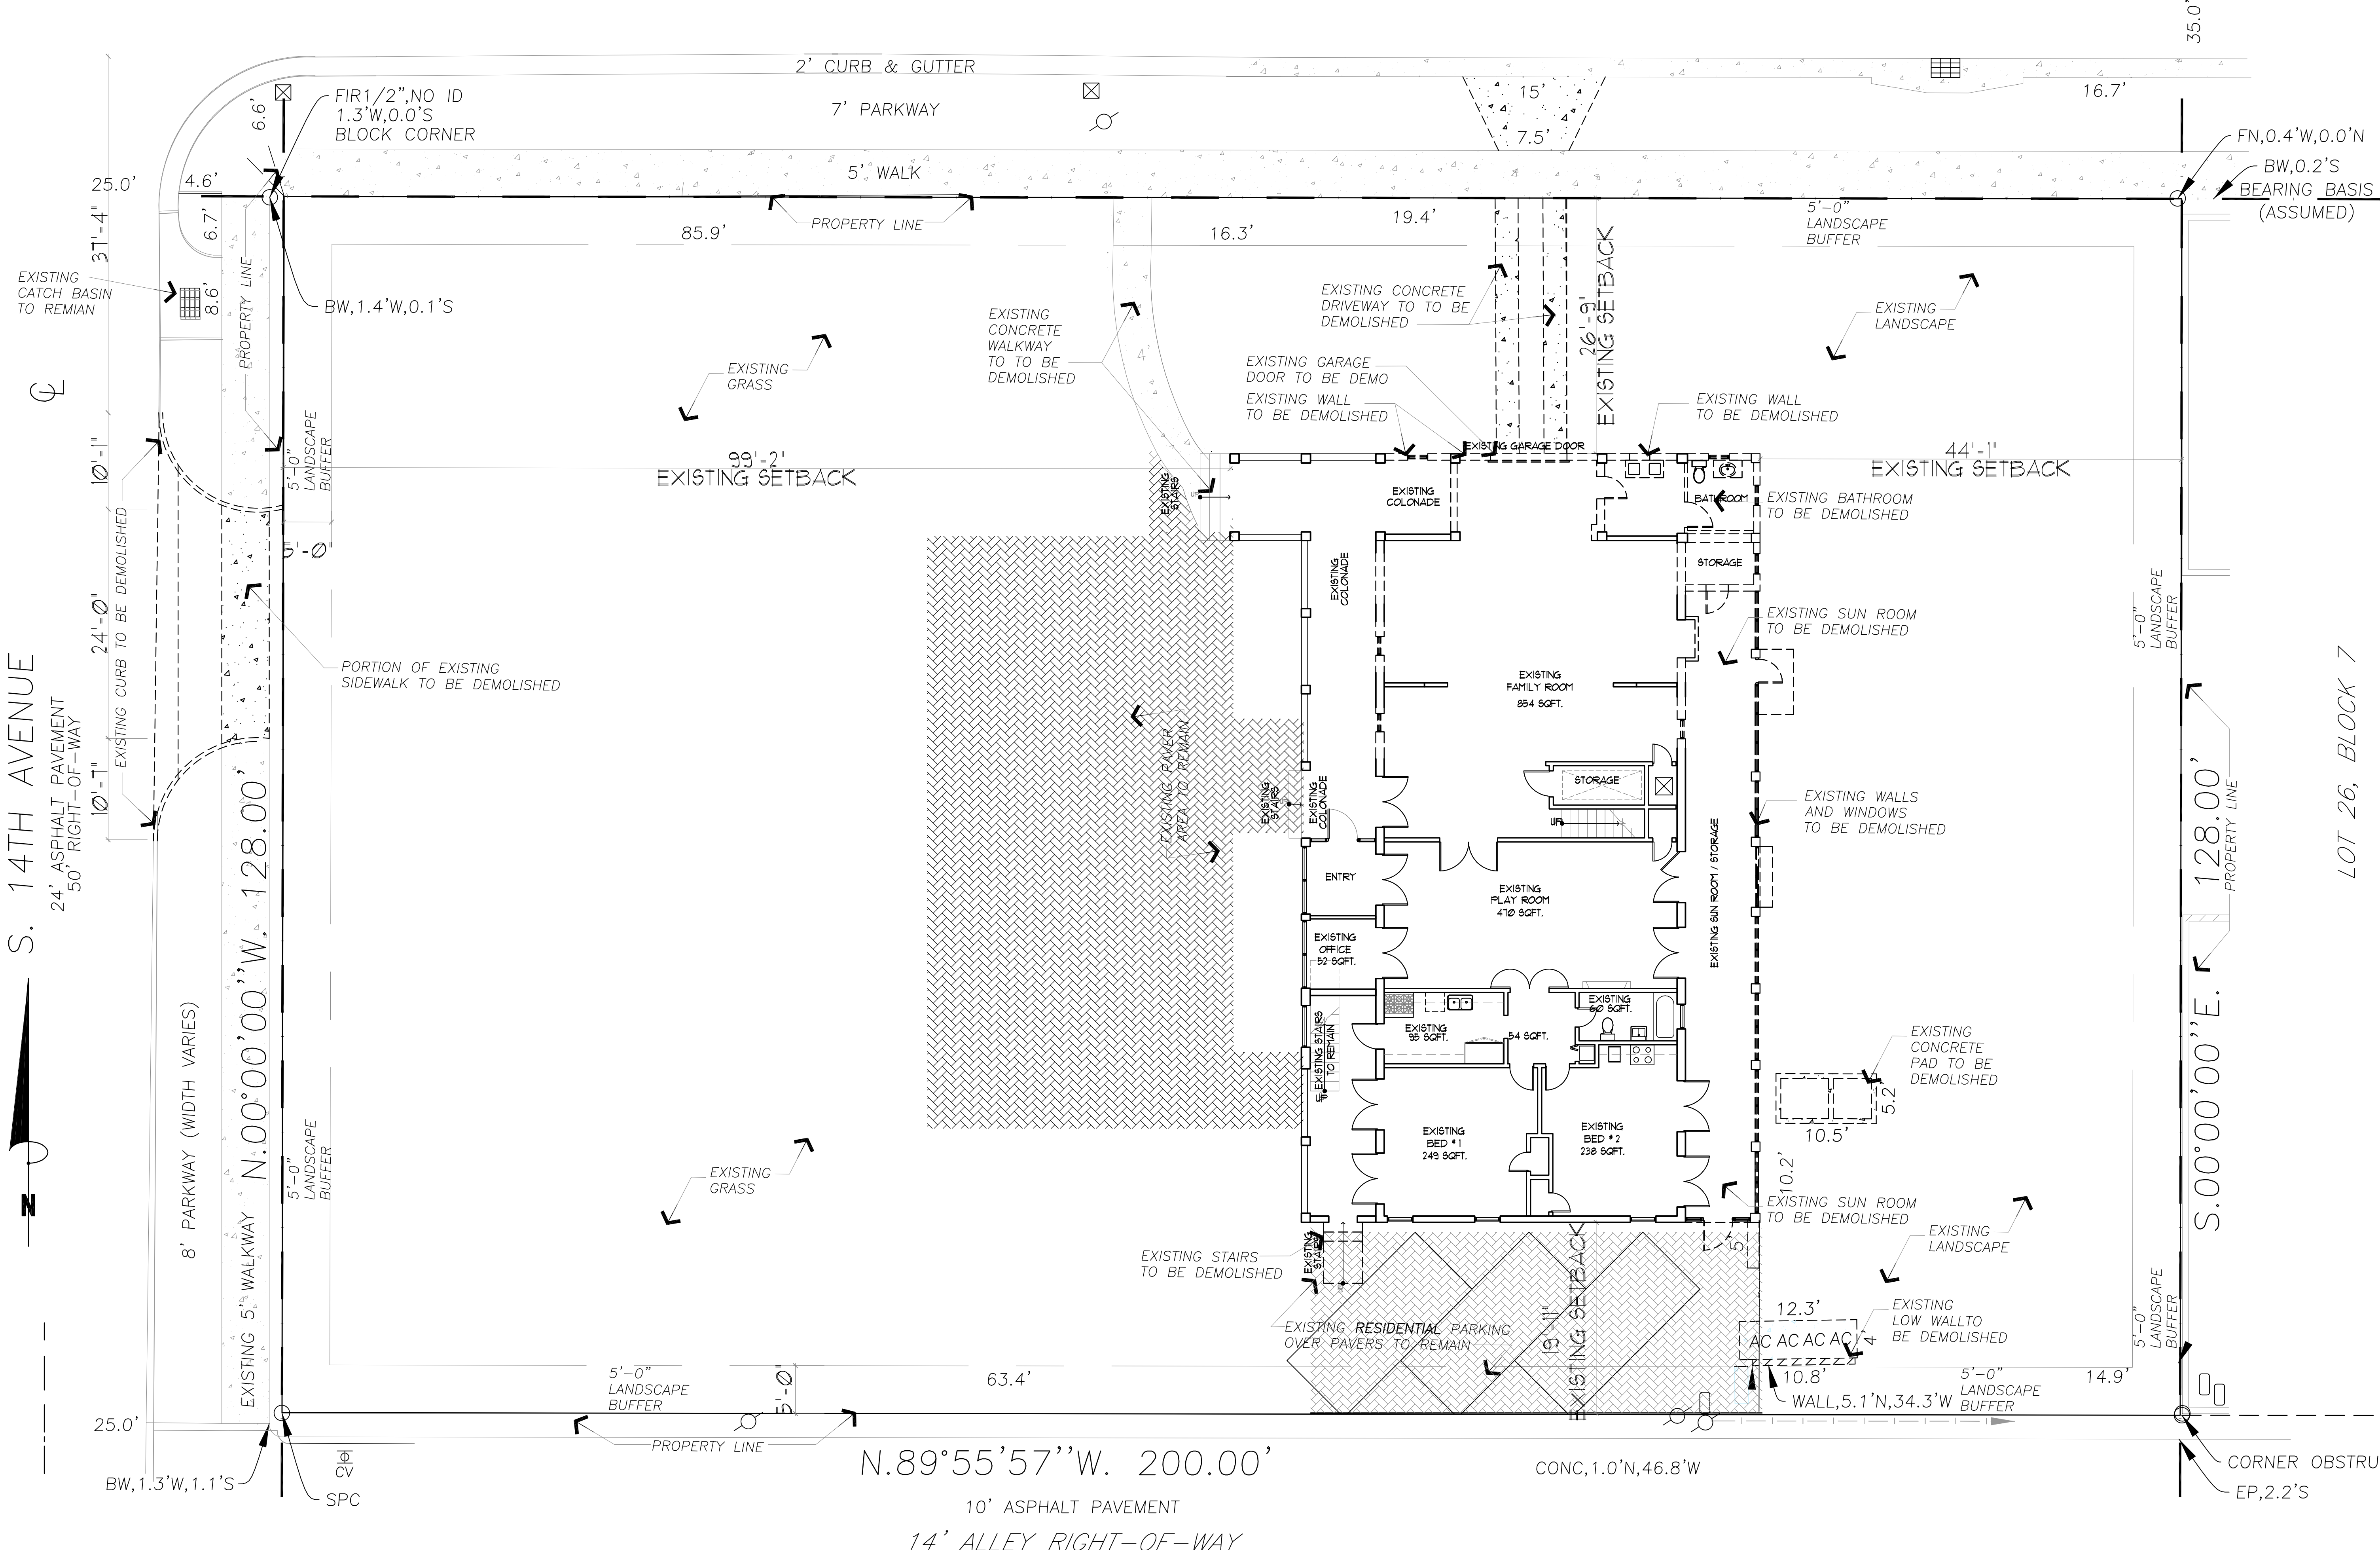 35.0'
2' CURB & GUTTER
7' PARKWAY
5' WALK
15'
7.5'
16.7'
FIR1/2",NO ID
1.3'W,0.0'S
BLOCK CORNER
6.6'
25.0'
4.6'
6.7'
8.6'
37'-4"
FN,0.4'W,0.0'N
BW,0.2'S
BEARING BASIS
(ASSUMED)
PROPERTY LINE
85.9'
16.3'
19.4'
5'-0"
LANDSCAPE
BUFFER
EXISTING
CATCH BASIN
TO REMIAN
PROPERTY LINE
BW,1.4'W,0.1'S
EXISTING
GRASS
EXISTING
CONCRETE
WALKWAY
TO TO BE
DEMOLISHED
4'
EXISTING CONCRETE
DRIVEWAY TO TO BE
DEMOLISHED
26'-9"
EXISTING SETBACK
EXISTING
LANDSCAPE
EXISTING GARAGE
DOOR TO BE DEMO
EXISTING WALL
TO BE DEMOLISHED
EXISTING WALL
TO BE DEMOLISHED
EXISTING GARAGE DOOR
5'-0"
LANDSCAPE
BUFFER
99'-2"
EXISTING SETBACK
44'-1"
EXISTING SETBACK
10'-1"
5'-0"
24'-0"
10'-7"
EXISTING CURB TO BE DEMOLISHED
PORTION OF EXISTING
SIDEWALK TO BE DEMOLISHED
EXISTING
STAIRS
EXISTING
COLONADE
EXISTING
COLONADE
BATHROOM
EXISTING BATHROOM
TO BE DEMOLISHED
STORAGE
EXISTING SUN ROOM
TO BE DEMOLISHED
5'-0"
LANDSCAPE
BUFFER
EXISTING
FAMILY ROOM
854 SQFT.
EXISTING PAVER
AREA TO REMAIN
EXISTING
STAIRS
EXISTING
COLONADE
STORAGE
UP
EXISTING WALLS
AND WINDOWS
TO BE DEMOLISHED
EXISTING SUN ROOM / STORAGE
ENTRY
EXISTING
PLAY ROOM
470 SQFT.
EXISTING
OFFICE
52 SQFT.
EXISTING STAIRS
TO REMAIN
UP
EXISTING
95 SQFT.
54 SQFT.
EXISTING
60 SQFT.
EXISTING
BED #1
249 SQFT.
EXISTING
BED #2
238 SQFT.
EXISTING
CONCRETE
PAD TO BE
DEMOLISHED
5.2'
10.5'
10.2'
EXISTING SUN ROOM
TO BE DEMOLISHED
EXISTING
LANDSCAPE
S. 14TH AVENUE
24' ASPHALT PAVEMENT
50' RIGHT-OF-WAY
N
8' PARKWAY (WIDTH VARIES)
EXISTING 5' WALKWAY
N.00°00'00"W. 128.00'
5'-0"
LANDSCAPE
BUFFER
EXISTING
GRASS
EXISTING STAIRS
TO BE DEMOLISHED
EXISTING
STAIRS
5'
EXISTING RESIDENTIAL PARKING
OVER PAVERS TO REMAIN
19'-11"
EXISTING SETBACK
12.3'
AC AC AC AC
4'
EXISTING
LOW WALLTO
BE DEMOLISHED
10.8'
WALL,5.1'N,34.3'W
5'-0"
LANDSCAPE
BUFFER
14.9'
5'-0"
LANDSCAPE
BUFFER
S.00°00'00"E. 128.00'
PROPERTY LINE
LOT 26, BLOCK 7
5'-0"
LANDSCAPE
BUFFER
5'-0"
63.4'
25.0'
PROPERTY LINE
CV
BW,1.3'W,1.1'S
SPC
N.89°55'57''W. 200.00'
CONC,1.0'N,46.8'W
CORNER OBSTRU
EP,2.2'S
10' ASPHALT PAVEMENT
14' ALLEY RIGHT-OF-WAY